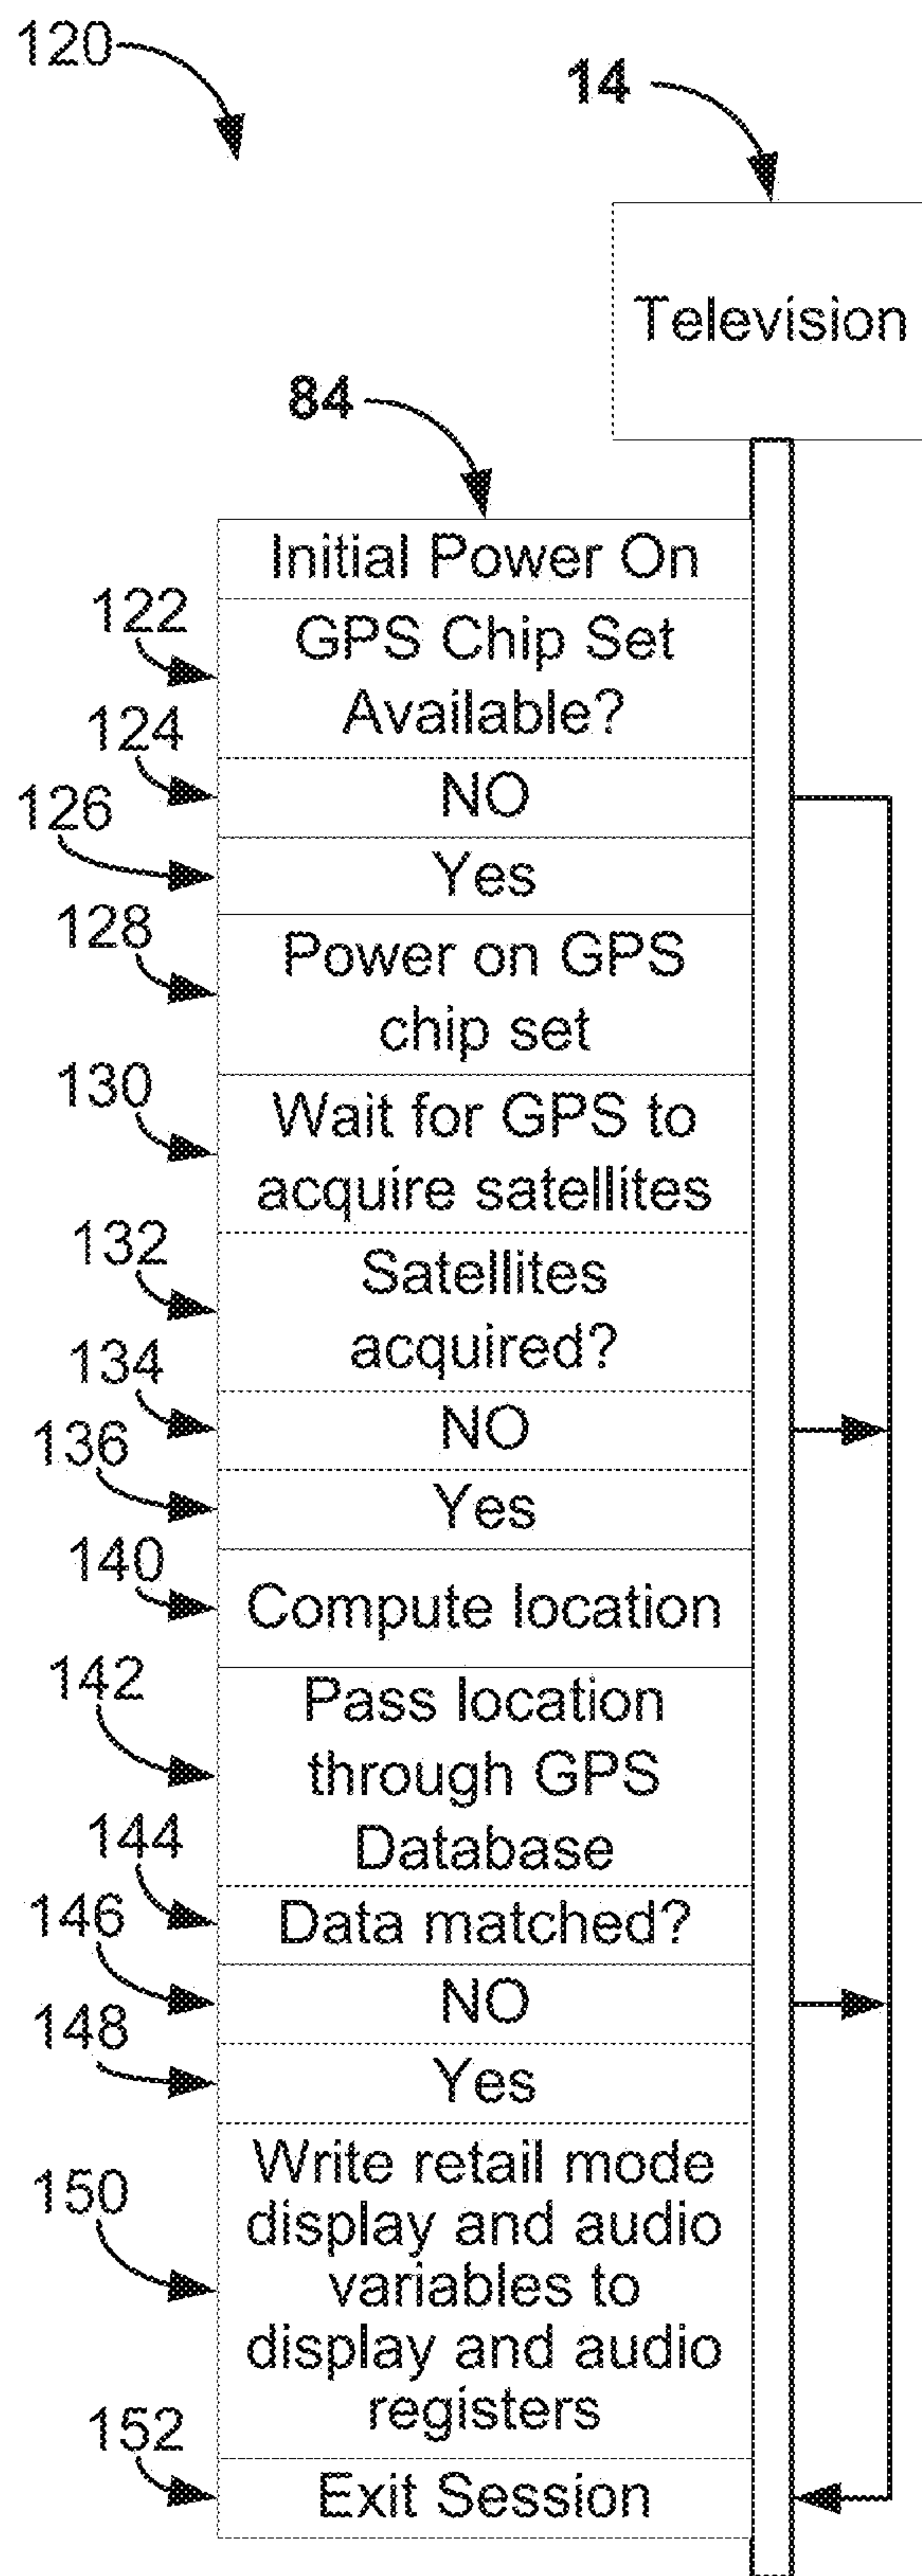 120
14
Television
84
Initial Power On
122
GPS Chip Set
Available?
124
NO
126
Yes
128
Power on GPS
chip set
130
Wait for GPS to
acquire satellites
132
Satellites
acquired?
134
NO
136
Yes
140
Compute location
142
Pass location
through GPS
Database
144
Data matched?
146
NO
148
Yes
150
Write retail mode
display and audio
variables to
display and audio
registers
152
Exit Session